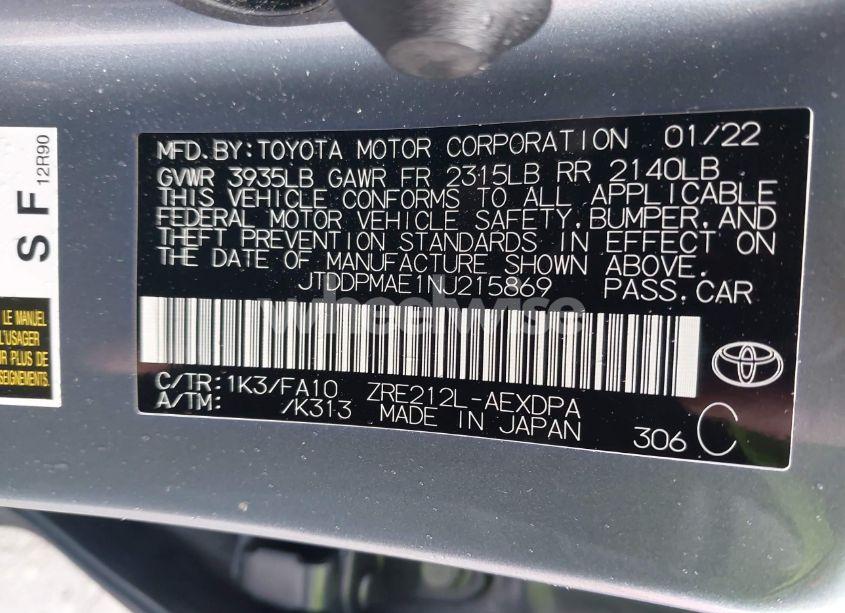 MFD.BY:TOYOTA MOTOR CORPORATION 01/22
GVWR 3935LB GAWR FR 2315LB RR 2140LB
THIS VEHICLE CONFORMS TO ALL APPLICABLE
FEDERAL MOTOR VEHICLE SAFETY,BUMPER,AND
THEFT PREVENTION STANDARDS IN EFFECT ON
THE DATE OF MANUFACTURE SHOWN ABOVE.
JTDDPMAE1NJ215869 PASS.CAR
C/TR:1K3/FA10 ZRE212L-AEXDPA
A/TM: /K313 MADE IN JAPAN
306 C
S F
12R90
LE MANUEL
L'USAGER
PLUS DE
SEIGNEMENTS.
wheelwise